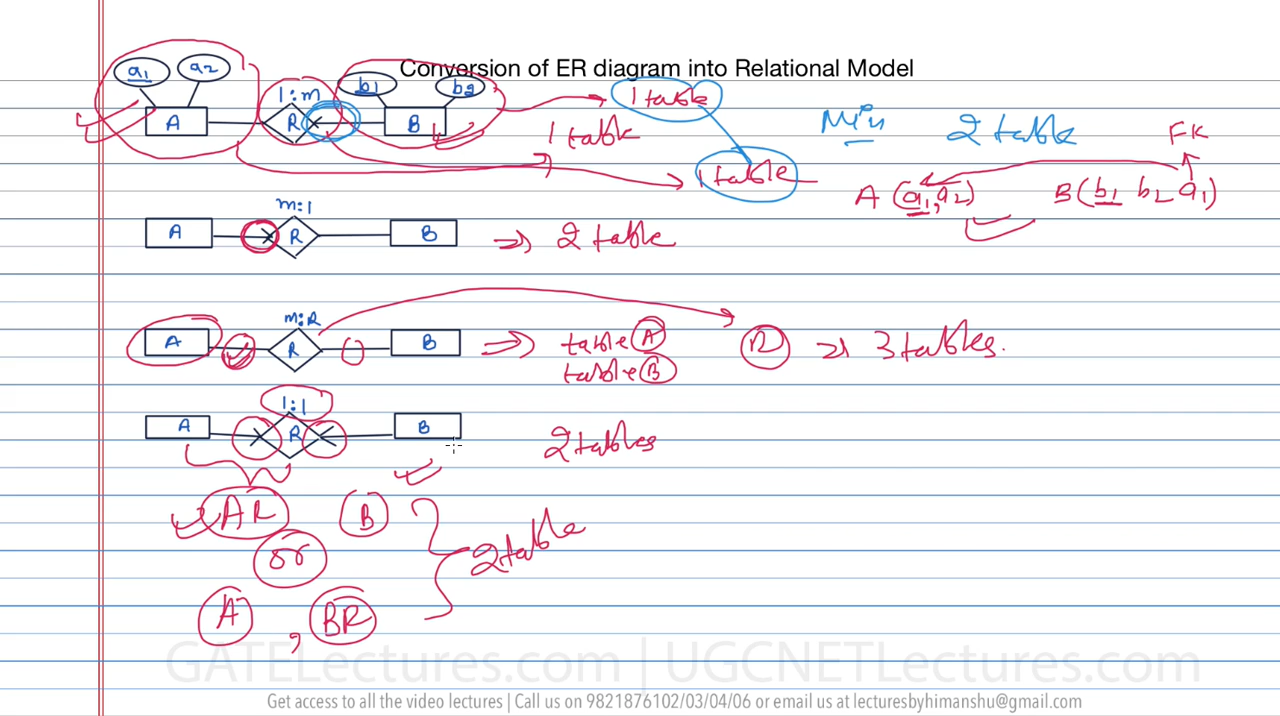 Conversion of ER diagram into Relational Model
a1 a2 1:m b1 b2
A R B
1 table
1 table
1 table
Min 2 table FK
A (a1, a2) B (b1 b2 a1)
m:1
A R B ⇒ 2 table
m:R
A R B ⇒ table A
table B
R ⇒ 3 tables.
1:1
A R B 2 tables
AR B
or
A , BR
2 table
GATELectures.com | UGCNETLectures.com
Get access to all the video lectures | Call us on 9821876102/03/04/06 or email us at lecturesbyhimanshu@gmail.com